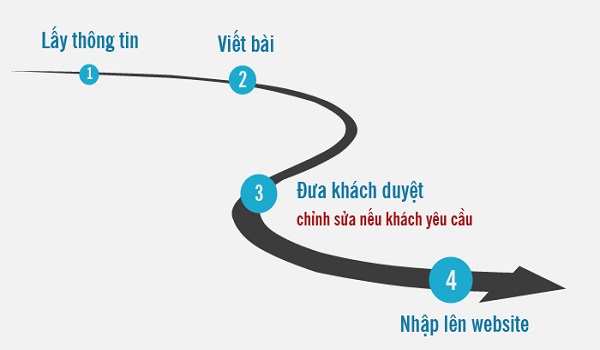 Lấy thông tin
1
Viết bài
2
3
Đưa khách duyệt
chỉnh sửa nếu khách yêu cầu
4
Nhập lên website